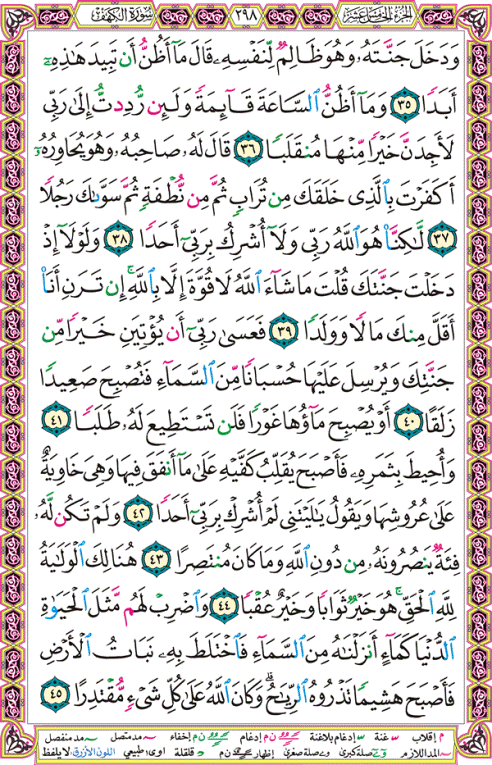 الجزء الخامس عشر ٢٩٨ سورة الكهف
وَدَخَلَ جَنَّتَهُۥ وَهُوَ ظَالِمٌ لِّنَفْسِهِۦ قَالَ مَآ أَظُنُّ أَن تَبِيدَ هَٰذِهِۦٓ
أَبَدًا ٣٥ وَمَآ أَظُنُّ السَّاعَةَ قَآئِمَةً وَلَئِن رُّدِدتُّ إِلَىٰ رَبِّى
لَأَجِدَنَّ خَيْرًا مِّنْهَا مُنقَلَبًا ٣٦ قَالَ لَهُۥ صَاحِبُهُۥ وَهُوَ يُحَاوِرُهُۥٓ
أَكَفَرْتَ بِٱلَّذِى خَلَقَكَ مِن تُرَابٍ ثُمَّ مِن نُّطْفَةٍ ثُمَّ سَوَّىٰكَ رَجُلًا
٣٧ لَّٰكِنَّا۠ هُوَ ٱللَّهُ رَبِّى وَلَآ أُشْرِكُ بِرَبِّىٓ أَحَدًا ٣٨ وَلَوْلَآ إِذْ
دَخَلْتَ جَنَّتَكَ قُلْتَ مَا شَآءَ ٱللَّهُ لَا قُوَّةَ إِلَّا بِٱللَّهِ ۚ إِن تَرَنِ أَنَا۠
أَقَلَّ مِنكَ مَالًا وَوَلَدًا ٣٩ فَعَسَىٰ رَبِّىٓ أَن يُؤْتِيَنِ خَيْرًا مِّن
جَنَّتِكَ وَيُرْسِلَ عَلَيْهَا حُسْبَانًا مِّنَ ٱلسَّمَآءِ فَتُصْبِحَ صَعِيدًا
زَلَقًا ٤٠ أَوْ يُصْبِحَ مَآؤُهَا غَوْرًا فَلَن تَسْتَطِيعَ لَهُۥ طَلَبًا ٤١
وَأُحِيطَ بِثَمَرِهِۦ فَأَصْبَحَ يُقَلِّبُ كَفَّيْهِ عَلَىٰ مَآ أَنفَقَ فِيهَا وَهِىَ خَاوِيَةٌ
عَلَىٰ عُرُوشِهَا وَيَقُولُ يَٰلَيْتَنِى لَمْ أُشْرِكْ بِرَبِّىٓ أَحَدًا ٤٢ وَلَمْ تَكُن لَّهُۥ
فِئَةٌ يَنصُرُونَهُۥ مِن دُونِ ٱللَّهِ وَمَا كَانَ مُنتَصِرًا ٤٣ هُنَالِكَ ٱلْوَلَٰيَةُ
لِلَّهِ ٱلْحَقِّ ۚ هُوَ خَيْرٌ ثَوَابًا وَخَيْرٌ عُقْبًا ٤٤ وَٱضْرِبْ لَهُم مَّثَلَ ٱلْحَيَوٰةِ
ٱلدُّنْيَا كَمَآءٍ أَنزَلْنَٰهُ مِنَ ٱلسَّمَآءِ فَٱخْتَلَطَ بِهِۦ نَبَاتُ ٱلْأَرْضِ
فَأَصْبَحَ هَشِيمًا تَذْرُوهُ ٱلرِّيَٰحُ ۗ وَكَانَ ٱللَّهُ عَلَىٰ كُلِّ شَىْءٍ مُّقْتَدِرًا ٤٥
م إقلاب غنة إدغام بلاغنة إدغام إخفاء مد متصل مد منفصل
المد اللازم صلة كبرى صلة صغرى إظهار قلقلة اوى: طبيعي اللون الأزرق: لا يلفظ